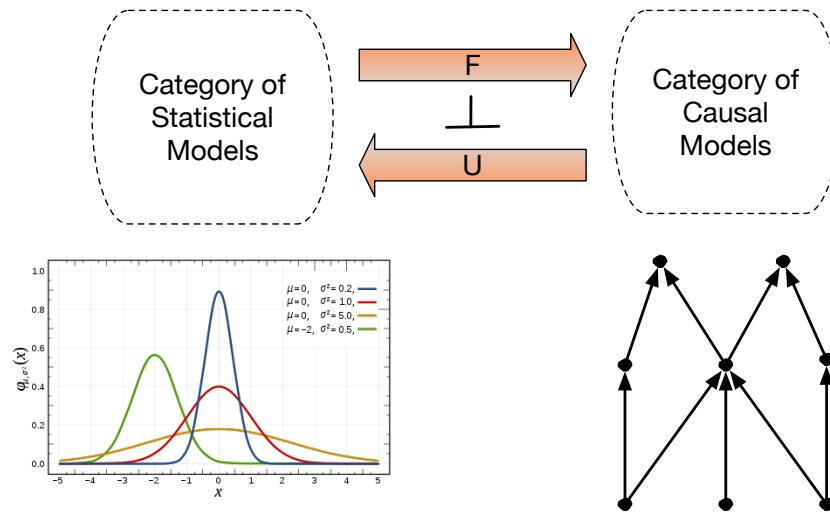 Category of
Statistical
Models
F
U
Category of
Causal
Models
μ=0, σ²=0.2,
μ=0, σ²=1.0,
μ=0, σ²=5.0,
μ=-2, σ²=0.5,
φμ,σ²(x)
1.0
0.8
0.6
0.4
0.2
0.0
-5 -4 -3 -2 -1 0 1 2 3 4 5
x